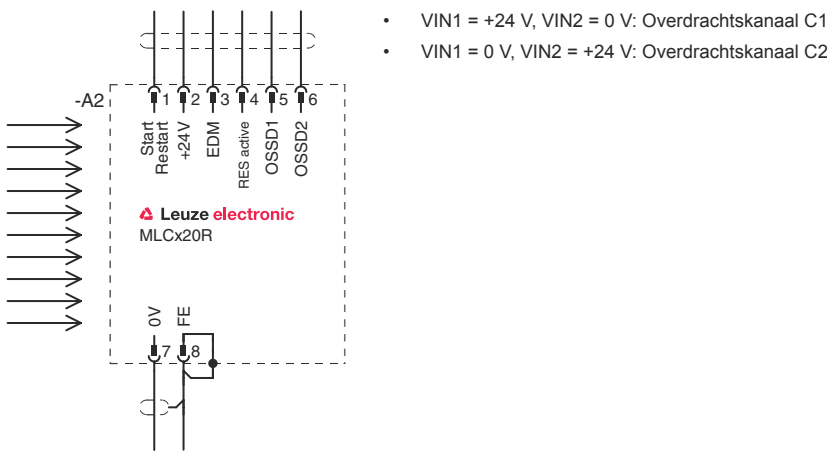 • VIN1 = +24 V, VIN2 = 0 V: Overdrachtskanaal C1
• VIN1 = 0 V, VIN2 = +24 V: Overdrachtskanaal C2
-A2
1 2 3 4 5 6
Start
Restart
+24V
EDM
RES active
OSSD1
OSSD2
Leuze electronic
MLCx20R
0V
FE
7 8